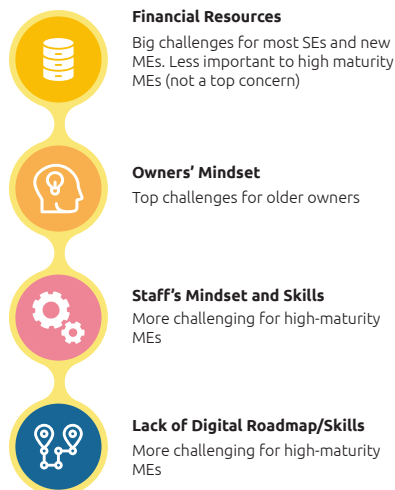 Financial Resources
Big challenges for most SEs and new
MEs. Less important to high maturity
MEs (not a top concern)
Owners’ Mindset
Top challenges for older owners
Staff’s Mindset and Skills
More challenging for high-maturity
MEs
Lack of Digital Roadmap/Skills
More challenging for high-maturity
MEs